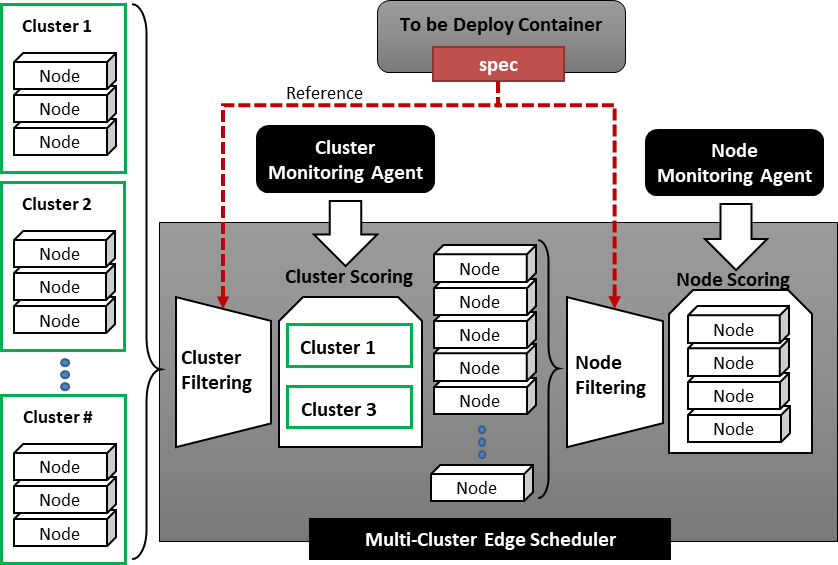 Cluster 1
Node
Node
Node
Cluster 2
Node
Node
Node
Cluster #
Node
Node
Node
To be Deploy Container
spec
Reference
Cluster
Monitoring Agent
Node
Monitoring Agent
Cluster
Filtering
Cluster Scoring
Cluster 1
Cluster 3
Node
Node
Node
Node
Node
Node
Node
Filtering
Node Scoring
Node
Node
Node
Node
Multi-Cluster Edge Scheduler